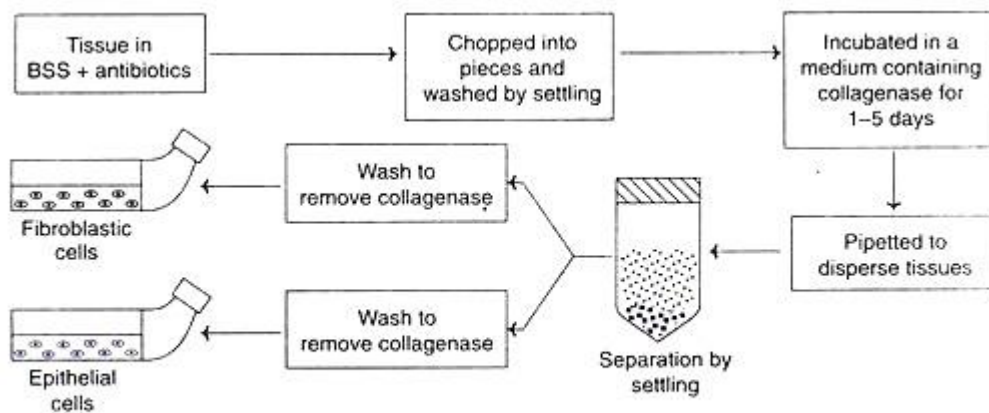 Tissue in
BSS + antibiotics
Chopped into
pieces and
washed by settling
Incubated in a
medium containing
collagenase for
1–5 days
Pipetted to
disperse tissues
Separation by
settling
Wash to
remove collagenase
Fibroblastic
cells
Wash to
remove collagenase
Epithelial
cells